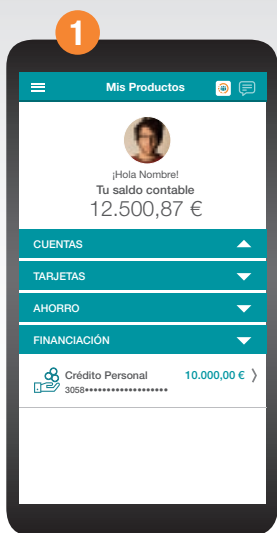 1
Mis Productos
¡Hola Nombre!
Tu saldo contable
12.500,87 €
CUENTAS
TARJETAS
AHORRO
FINANCIACIÓN
Crédito Personal 10.000,00 €
3058•••••••••••••••••••